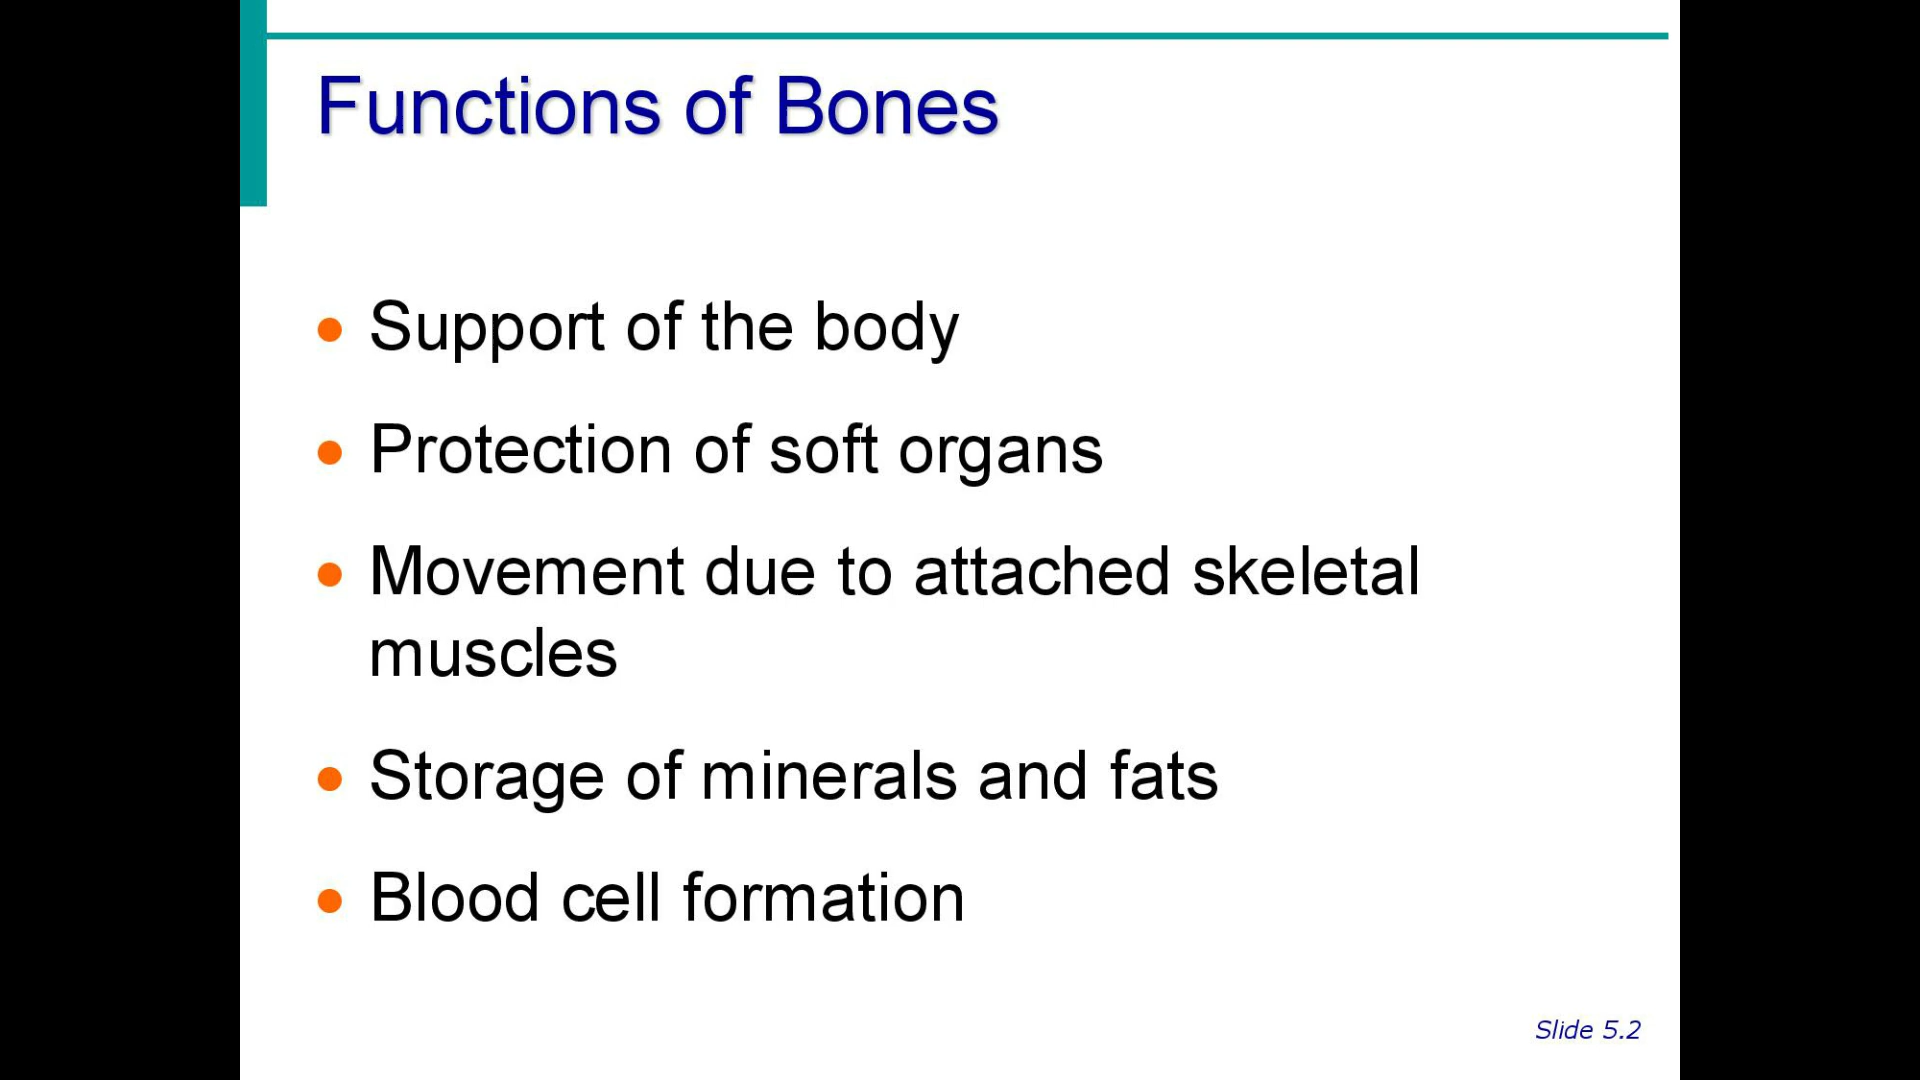 Functions of Bones
Support of the body
Protection of soft organs
Movement due to attached skeletal
muscles
Storage of minerals and fats
Blood cell formation
Slide 5.2